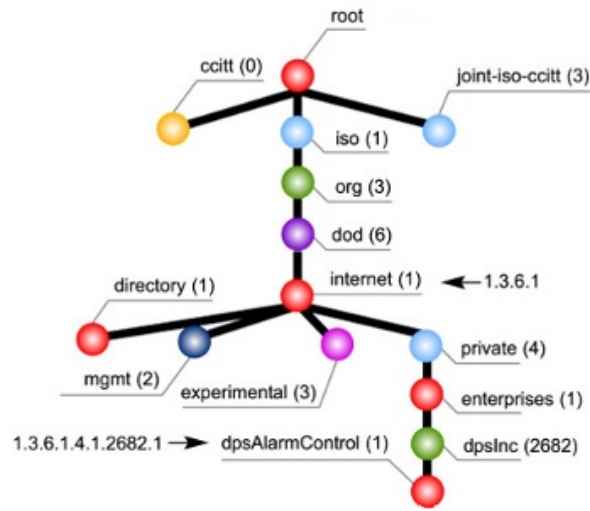 root
ccitt (0)
joint-iso-ccitt (3)
iso (1)
org (3)
dod (6)
internet (1)
1.3.6.1
directory (1)
mgmt (2)
experimental (3)
private (4)
enterprises (1)
1.3.6.1.4.1.2682.1
dpsAlarmControl (1)
dpsInc (2682)